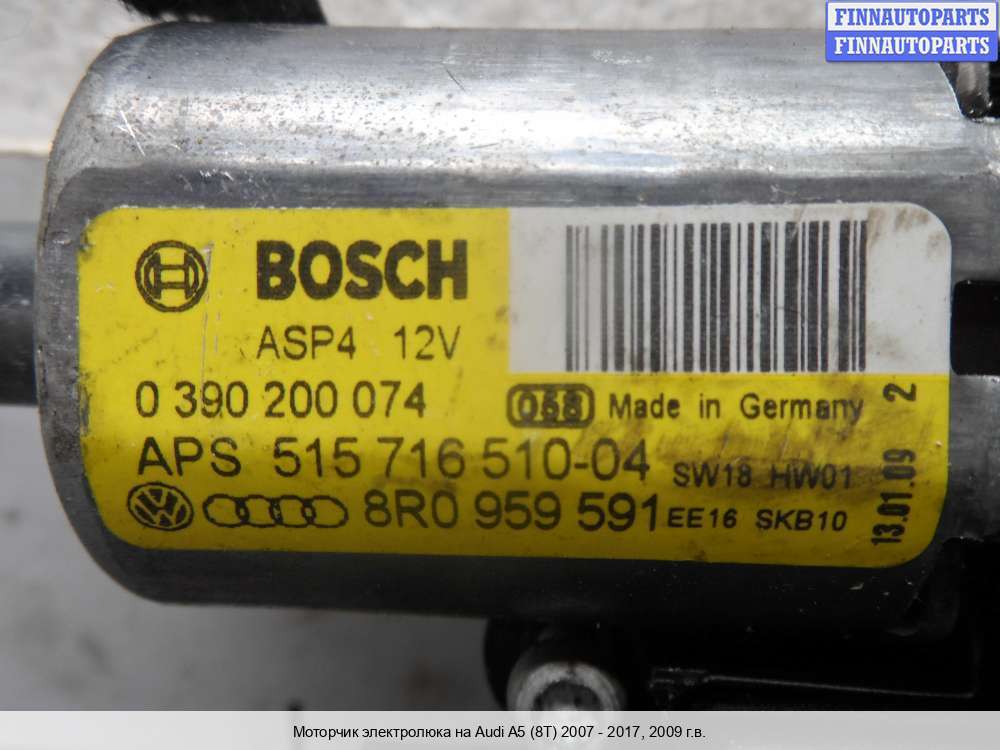 FINNAUTOPARTS
FINNAUTOPARTS
BOSCH
ASP4 12V
0 390 200 074
068 Made in Germany
APS 515 716 510-04 SW18 HW01
8R0 959 591 EE16 SKB10
13.01.09 2
Моторчик электролюка на Audi A5 (8T) 2007 - 2017, 2009 г.в.